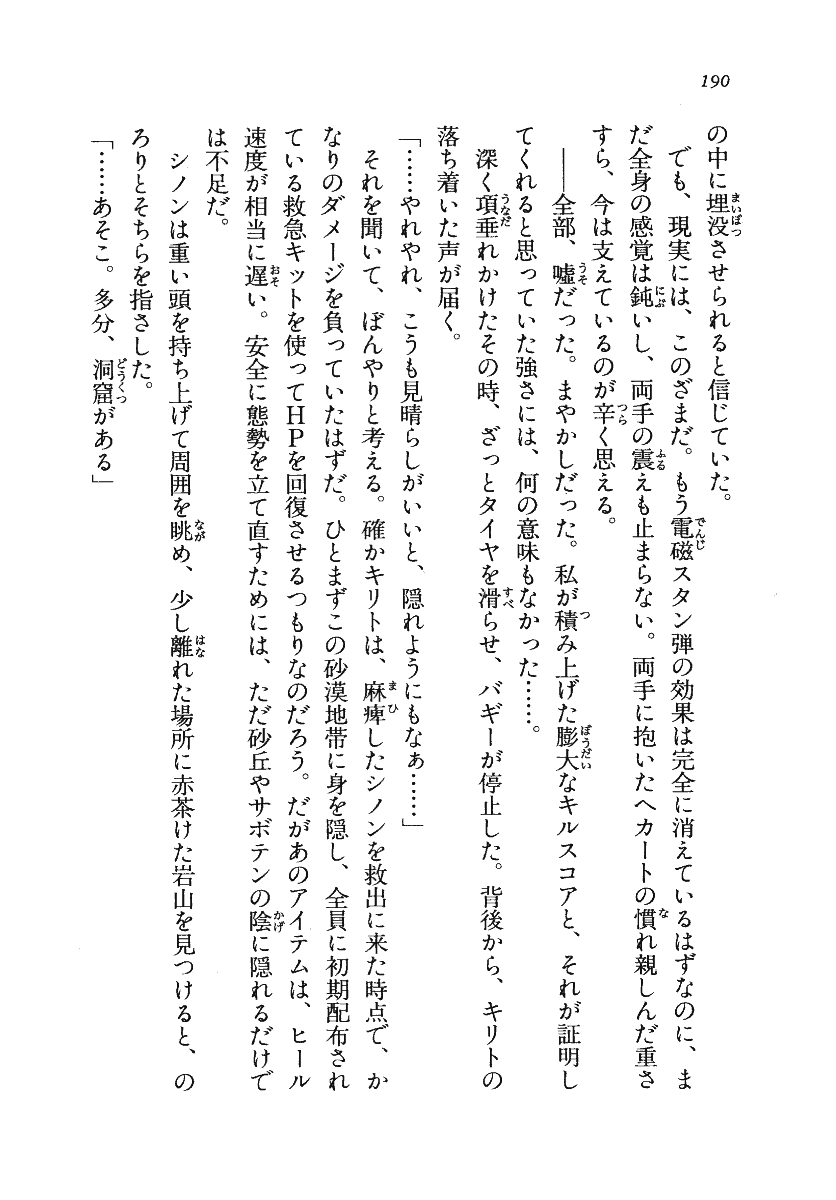 190
の中に埋没させられると信じていた。
でも、現実には、このざまだ。もう電磁スタン弾の効果は完全に消えているはずなのに、ま
だ全身の感覚は鈍いし、両手の震えも止まらない。両手に抱いたヘカートの慣れ親しんだ重さ
すら、今は支えているのが辛く思える。
――全部、嘘だった。まやかしだった。私が積み上げた膨大なキルスコアと、それが証明し
てくれると思っていた強さには、何の意味もなかった……。
深く項垂れかけたその時、ざっとタイヤを滑らせ、バギーが停止した。背後から、キリトの
落ち着いた声が届く。
「……やれやれ、こうも見晴らしがいいと、隠れようにもなぁ……」
それを聞いて、ぼんやりと考える。確かキリトは、麻痺したシノンを救出に来た時点で、か
なりのダメージを負っていたはずだ。ひとまずこの砂漠地帯に身を隠し、全員に初期配布され
ている救急キットを使ってＨＰを回復させるつもりなのだろう。だがあのアイテムは、ヒール
速度が相当に遅い。安全に態勢を立て直すためには、ただ砂丘やサボテンの陰に隠れるだけで
は不足だ。
シノンは重い頭を持ち上げて周囲を眺め、少し離れた場所に赤茶けた岩山を見つけると、の
ろりとそちらを指さした。
「……あそこ。多分、洞窟がある」